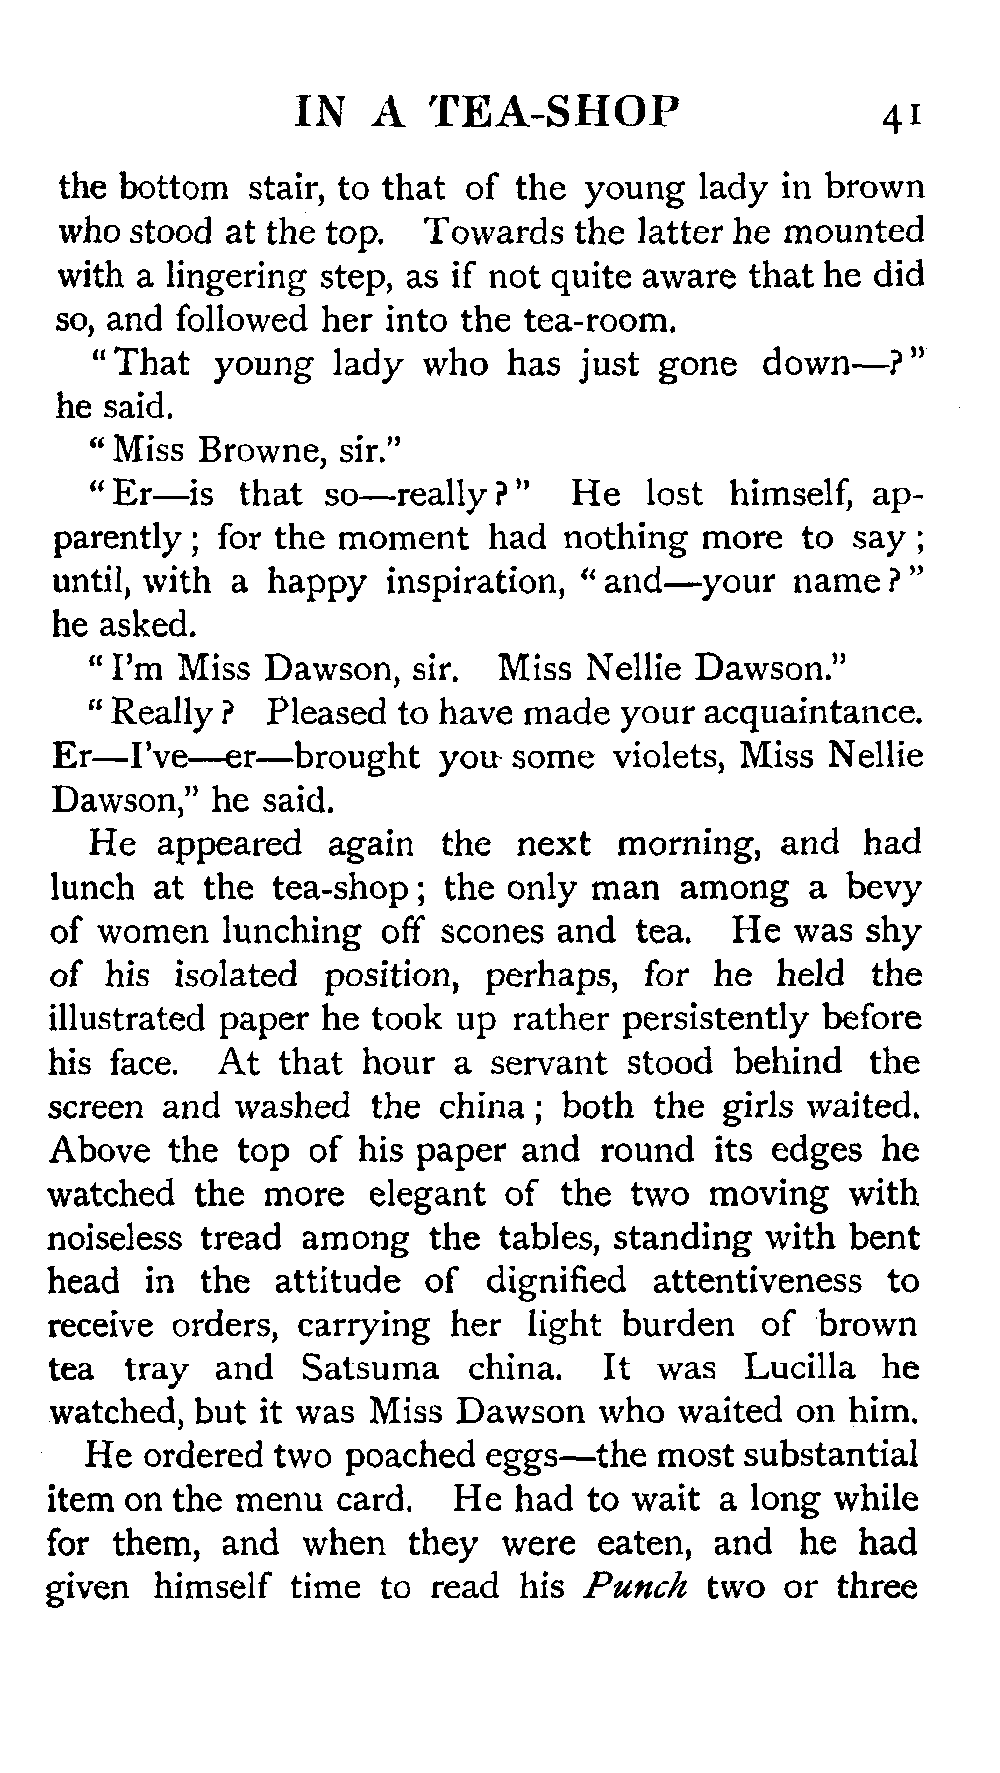 IN A TEA-SHOP 41
the bottom stair, to that of the young lady in brown
who stood at the top. Towards the latter he mounted
with a lingering step, as if not quite aware that he did
so, and followed her into the tea-room.
"That young lady who has just gone down—?"
he said.
"Miss Browne, sir."
"Er—is that so—really?" He lost himself, ap-
parently; for the moment had nothing more to say;
until, with a happy inspiration, "and—your name?"
he asked.
"I'm Miss Dawson, sir. Miss Nellie Dawson."
"Really? Pleased to have made your acquaintance.
Er—I've—er—brought you some violets, Miss Nellie
Dawson," he said.
He appeared again the next morning, and had
lunch at the tea-shop; the only man among a bevy
of women lunching off scones and tea. He was shy
of his isolated position, perhaps, for he held the
illustrated paper he took up rather persistently before
his face. At that hour a servant stood behind the
screen and washed the china; both the girls waited.
Above the top of his paper and round its edges he
watched the more elegant of the two moving with
noiseless tread among the tables, standing with bent
head in the attitude of dignified attentiveness to
receive orders, carrying her light burden of brown
tea tray and Satsuma china. It was Lucilla he
watched, but it was Miss Dawson who waited on him.
He ordered two poached eggs—the most substantial
item on the menu card. He had to wait a long while
for them, and when they were eaten, and he had
given himself time to read his Punch two or three